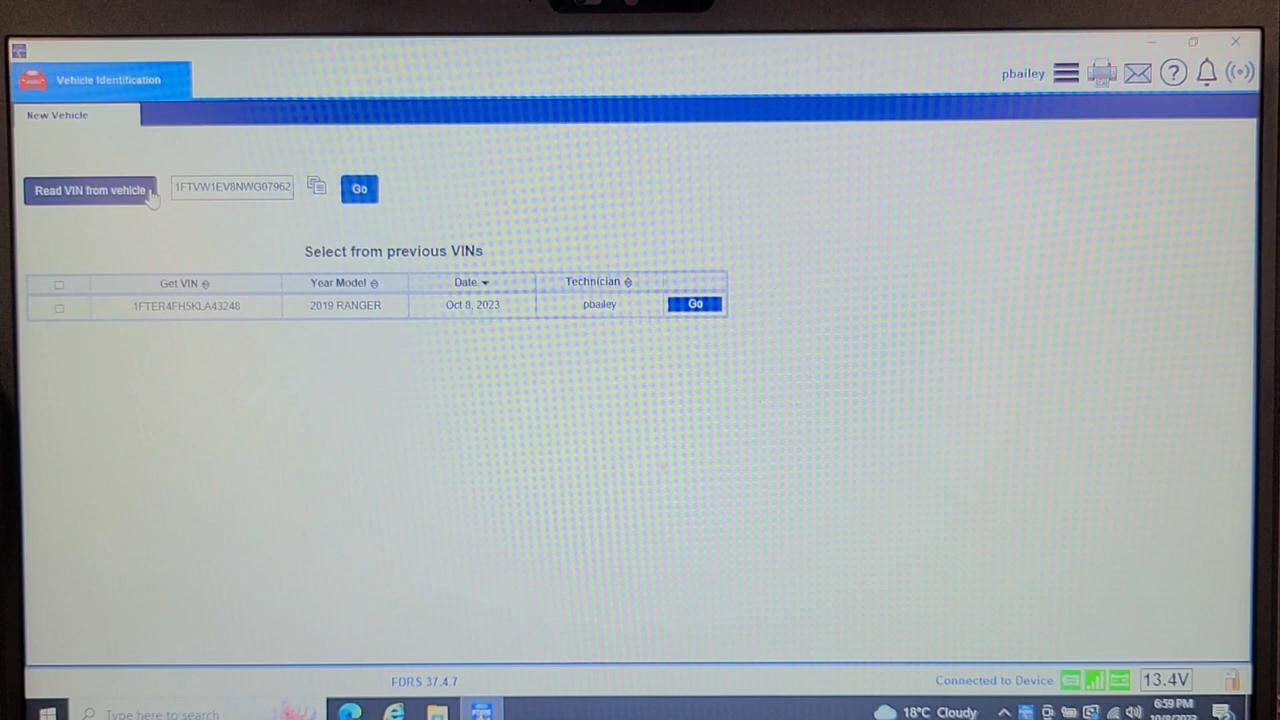 Vehicle Identification
pbailey
New Vehicle
Read VIN from vehicle
1FTVW1EV8NWG07962
Go
Select from previous VINs
Get VIN Year Model Date Technician
1FTER4FH5KLA43248 2019 RANGER Oct 8, 2023 pbailey Go
FDRS 37.4.7
Connected to Device 13.4V
Type here to search
18°C Cloudy
6:59 PM